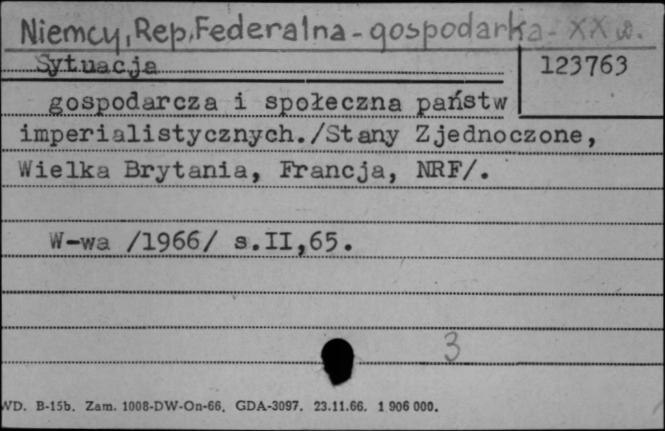 Niemcy, Rep. Federalna - gospodarka - XX w.
Sytuacja
123763
gospodarcza i społeczna państw
imperialistycznych./Stany Zjednoczone,
Wielka Brytania, Francja, NRF/.
W-wa /1966/ s.II,65.
3
WD. B-15b. Zam. 1008-DW-On-66. GDA-3097. 23.11.66. 1 906 000.